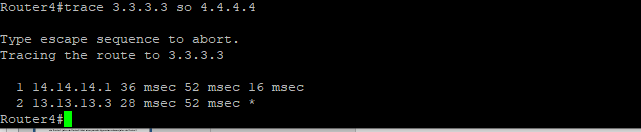 Router4#trace 3.3.3.3 so 4.4.4.4
Type escape sequence to abort.
Tracing the route to 3.3.3.3
1 14.14.14.1 36 msec 52 msec 16 msec
2 13.13.13.3 28 msec 52 msec *
Router4#